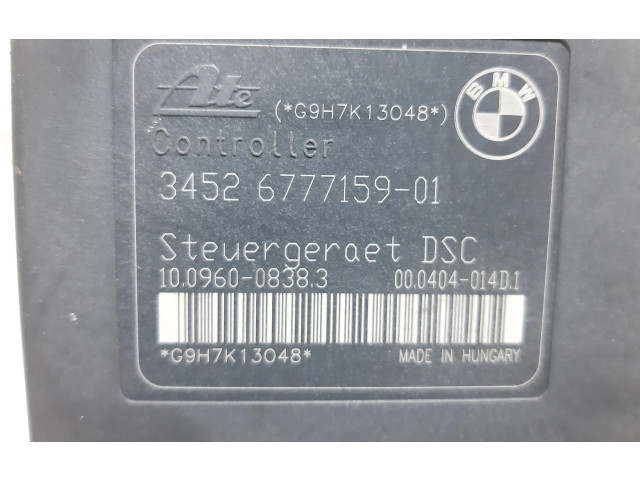 Ate (*G9H7K13048*) BMW
Controller
3452 6777159-01
Steuergeraet DSC
10.0960-0838.3 00.0404-014D.1
*G9H7K13048* MADE IN HUNGARY